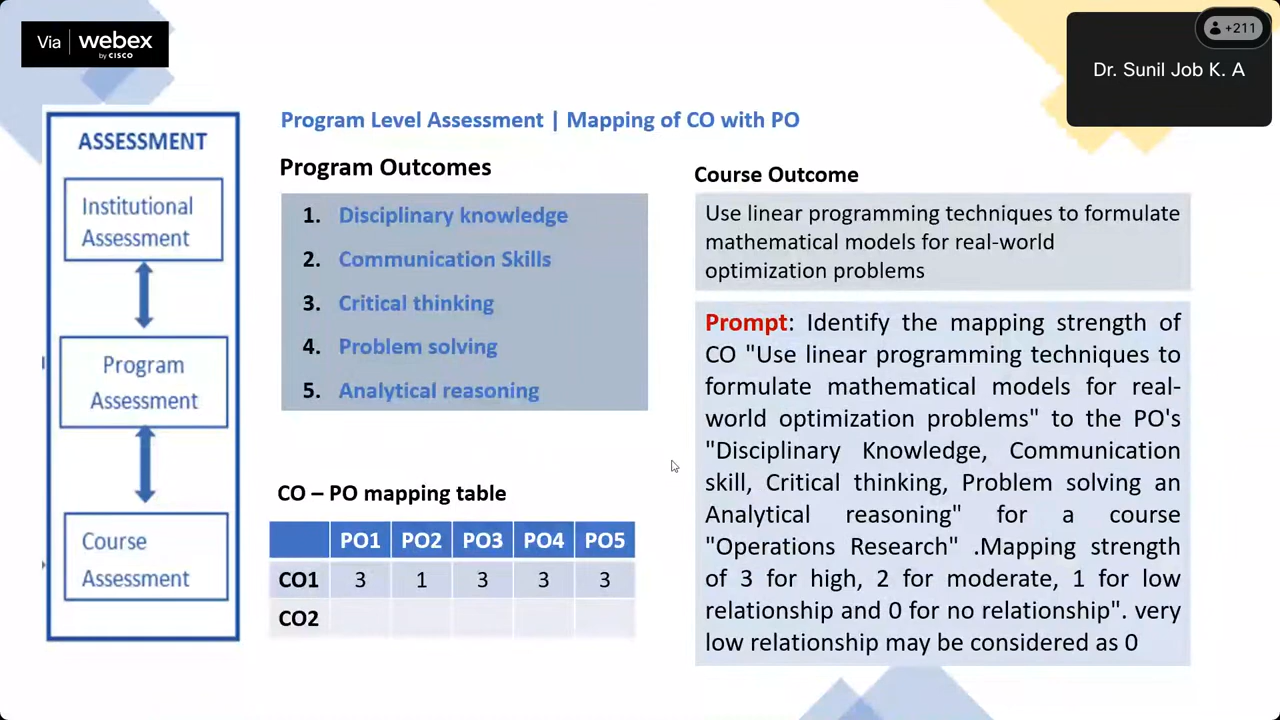 Via webex
by CISCO
+211
Dr. Sunil Job K. A
ASSESSMENT
Institutional
Assessment
Program
Assessment
Course
Assessment
Program Level Assessment | Mapping of CO with PO
Program Outcomes
1. Disciplinary knowledge
2. Communication Skills
3. Critical thinking
4. Problem solving
5. Analytical reasoning
CO – PO mapping table
PO1 PO2 PO3 PO4 PO5
CO1 3 1 3 3 3
CO2
Course Outcome
Use linear programming techniques to formulate
mathematical models for real-world
optimization problems
Prompt: Identify the mapping strength of
CO "Use linear programming techniques to
formulate mathematical models for real-
world optimization problems" to the PO's
"Disciplinary Knowledge, Communication
skill, Critical thinking, Problem solving an
Analytical reasoning" for a course
"Operations Research" .Mapping strength
of 3 for high, 2 for moderate, 1 for low
relationship and 0 for no relationship". very
low relationship may be considered as 0